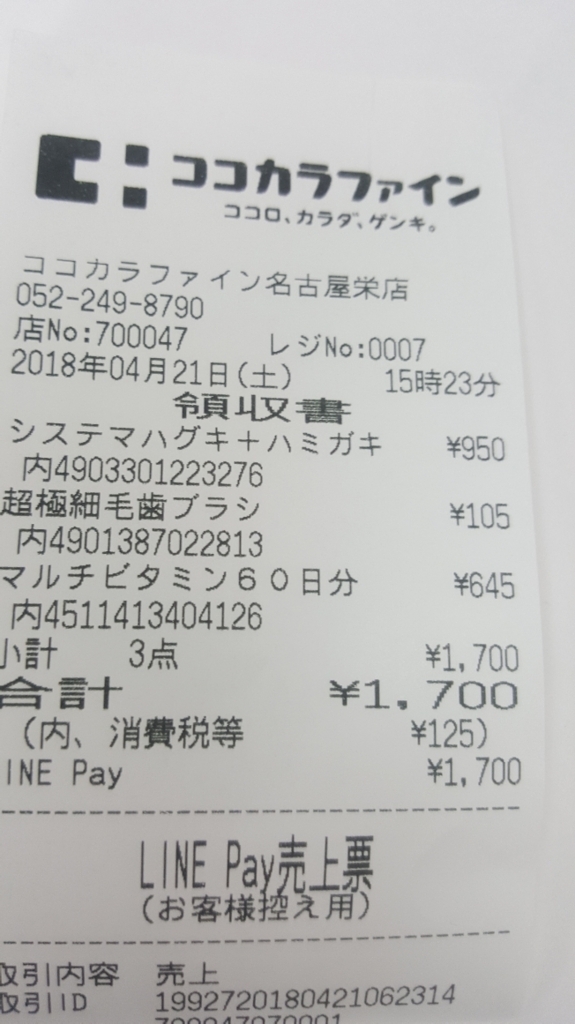 ココカラファイン
ココロ、カラダ、ゲンキ。
ココカラファイン名古屋栄店
052-249-8790
店No:700047 レジNo:0007
2018年04月21日(土) 15時23分
領収書
システマハグキ＋ハミガキ ¥950
内4903301223276
超極細毛歯ブラシ ¥105
内4901387022813
マルチビタミン６０日分 ¥645
内4511413404126
小計 3点 ¥1,700
合計 ¥1,700
(内、消費税等 ¥125)
INE Pay ¥1,700
LINE Pay売上票
(お客様控え用)
取引内容 売上
取引ID 1992720180421062314